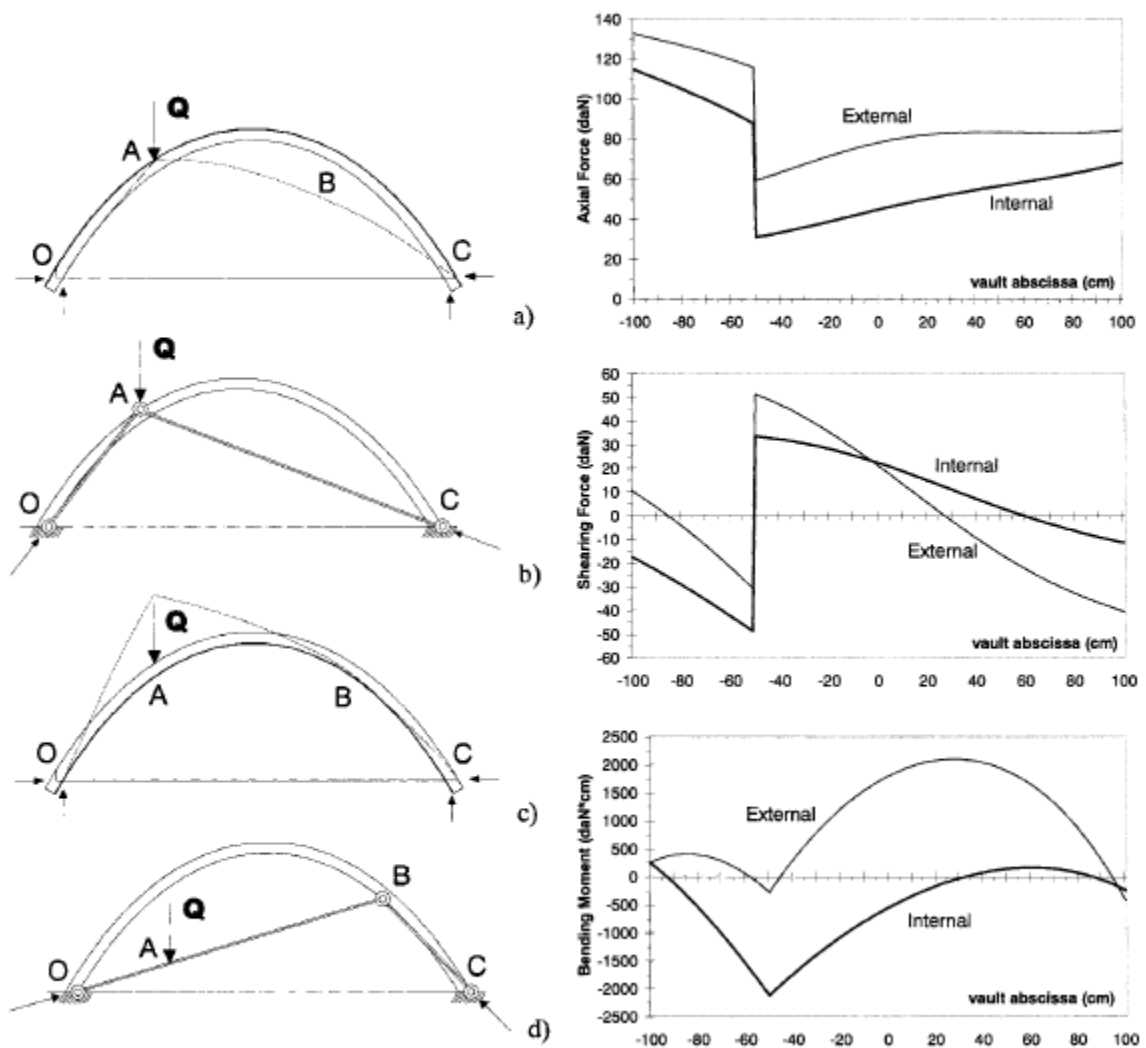 Q
A
B
O
C
a)
Q
A
O
C
b)
Q
A
B
O
C
c)
Q
B
A
O
C
d)
Axial Force (daN)
140
120
100
80
60
40
20
0
External
Internal
vault abscissa (cm)
-100 -80 -60 -40 -20 0 20 40 60 80 100
Shearing Force (daN)
60
50
40
30
20
10
0
-10
-20
-30
-40
-50
-60
Internal
External
vault abscissa (cm)
-100 -80 -60 -40 -20 0 20 40 60 80 100
Bending Moment (daN*cm)
2500
2000
1500
1000
500
0
-500
-1000
-1500
-2000
-2500
External
Internal
vault abscissa (cm)
-100 -80 -60 -40 -20 0 20 40 60 80 100